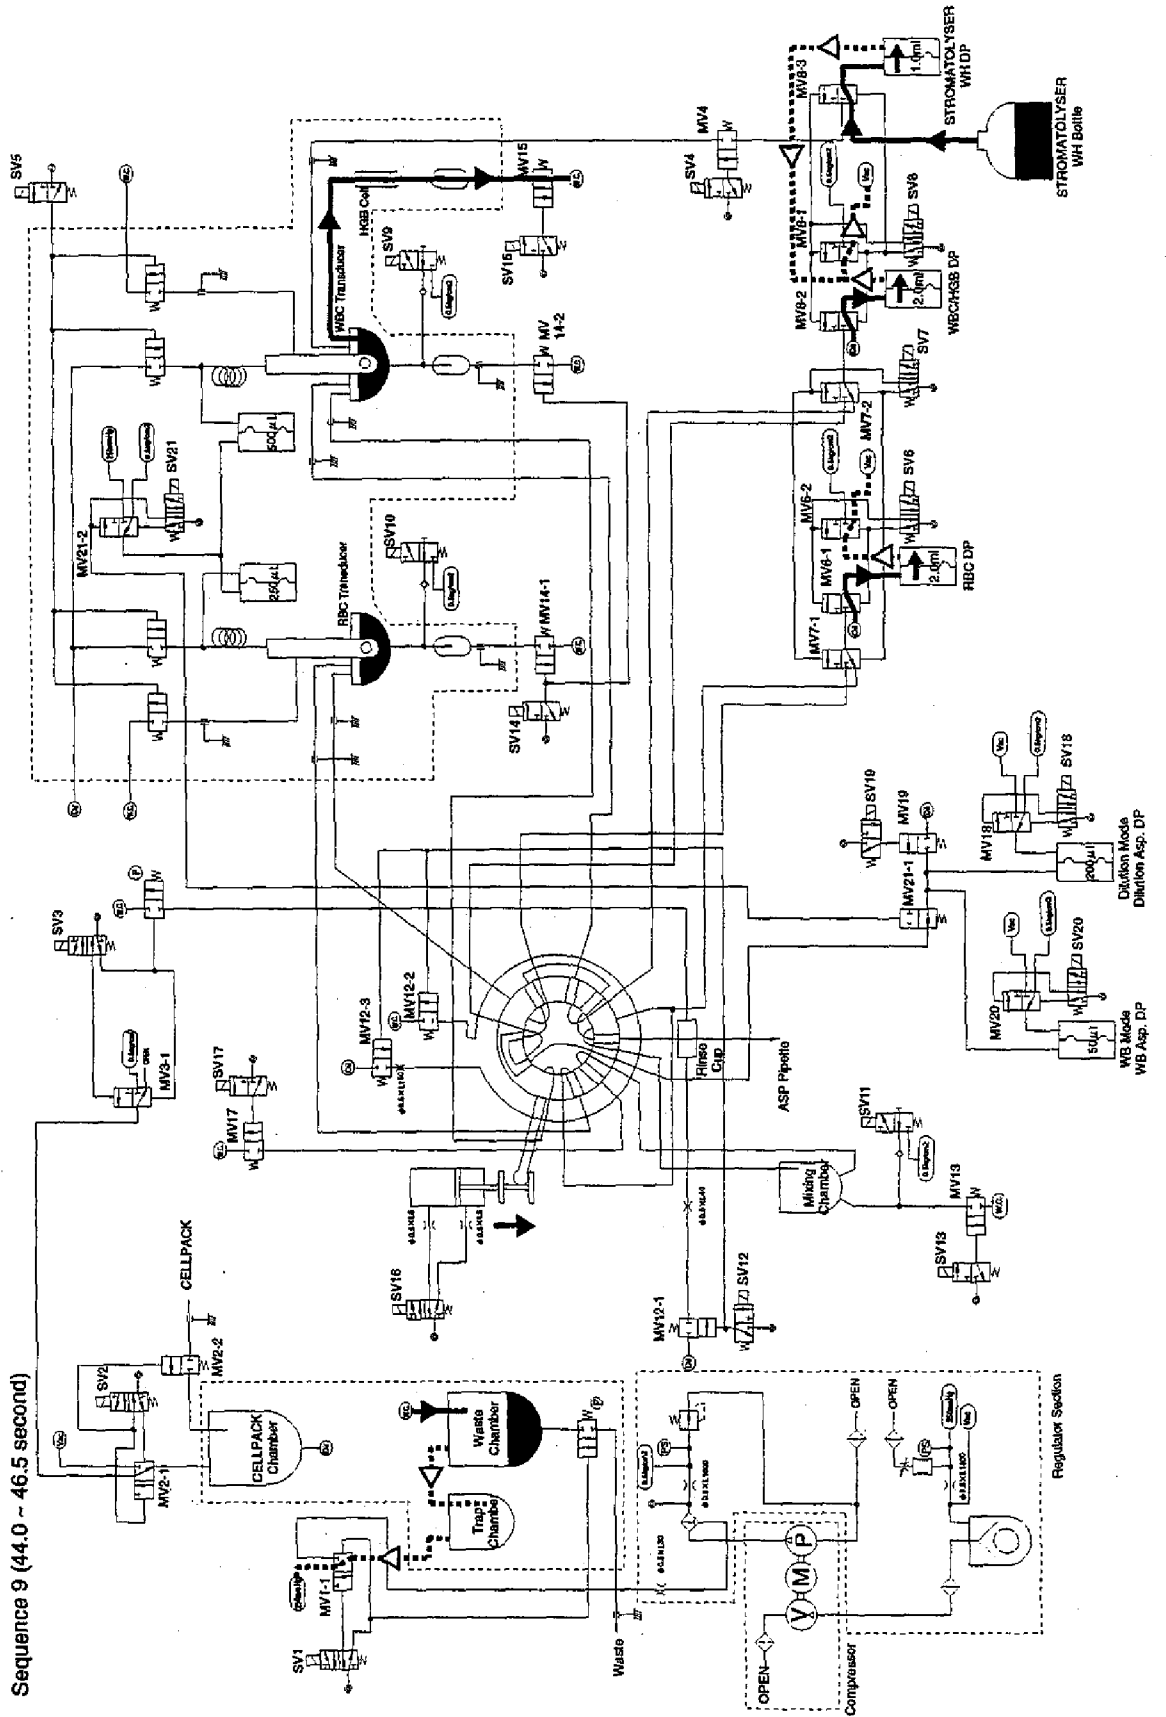 Sequence 9 (44.0 ~ 46.5 second)
SV1
MV1-1
Trap
Chamber
Waste
Chamber
Waste
MV2-1
SV2
MV2-2
CELLPACK
CELLPACK
Chamber
OPEN
Compressor
V
M
P
OPEN
OPEN
Regulator Section
SV3
MV3-1
OPEN
SV17
MV17
SV16
MV12-1
SV12
MV12-3
MV12-2
Rinse
Cup
ASP Pipette
Mixing
Chamber
SV11
MV13
SV13
SV5
MV21-2
SV21
250µL
500µL
RBC Transducer
WBC Transducer
HGB Cell
SV10
SV9
MV14-1
SV14
MV
14-2
MV15
SV15
SV4
MV4
MV7-1
MV6-1
MV6-2
SV6
2.0ml
RBC DP
MV7-2
SV7
MV8-2
MV8-1
SV8
2.0ml
WBC/HGB DP
MV8-3
1.0ml
STROMATOLYSER
WH DP
STROMATOLYSER
WH Bottle
SV19
MV19
MV21-1
MV18
SV18
200µL
Dilution Mode
Dilution Asp. DP
MV20
SV20
50µL
WB Mode
WB Asp. DP